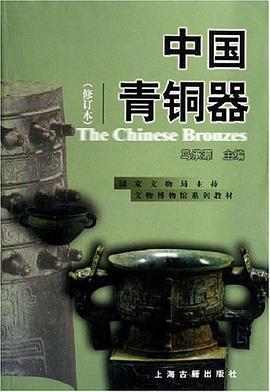 中国
青铜器
（修订本）
The Chinese Bronzes
马承源 主编
国家文物局主持
文物博物馆系列教材
上海古籍出版社